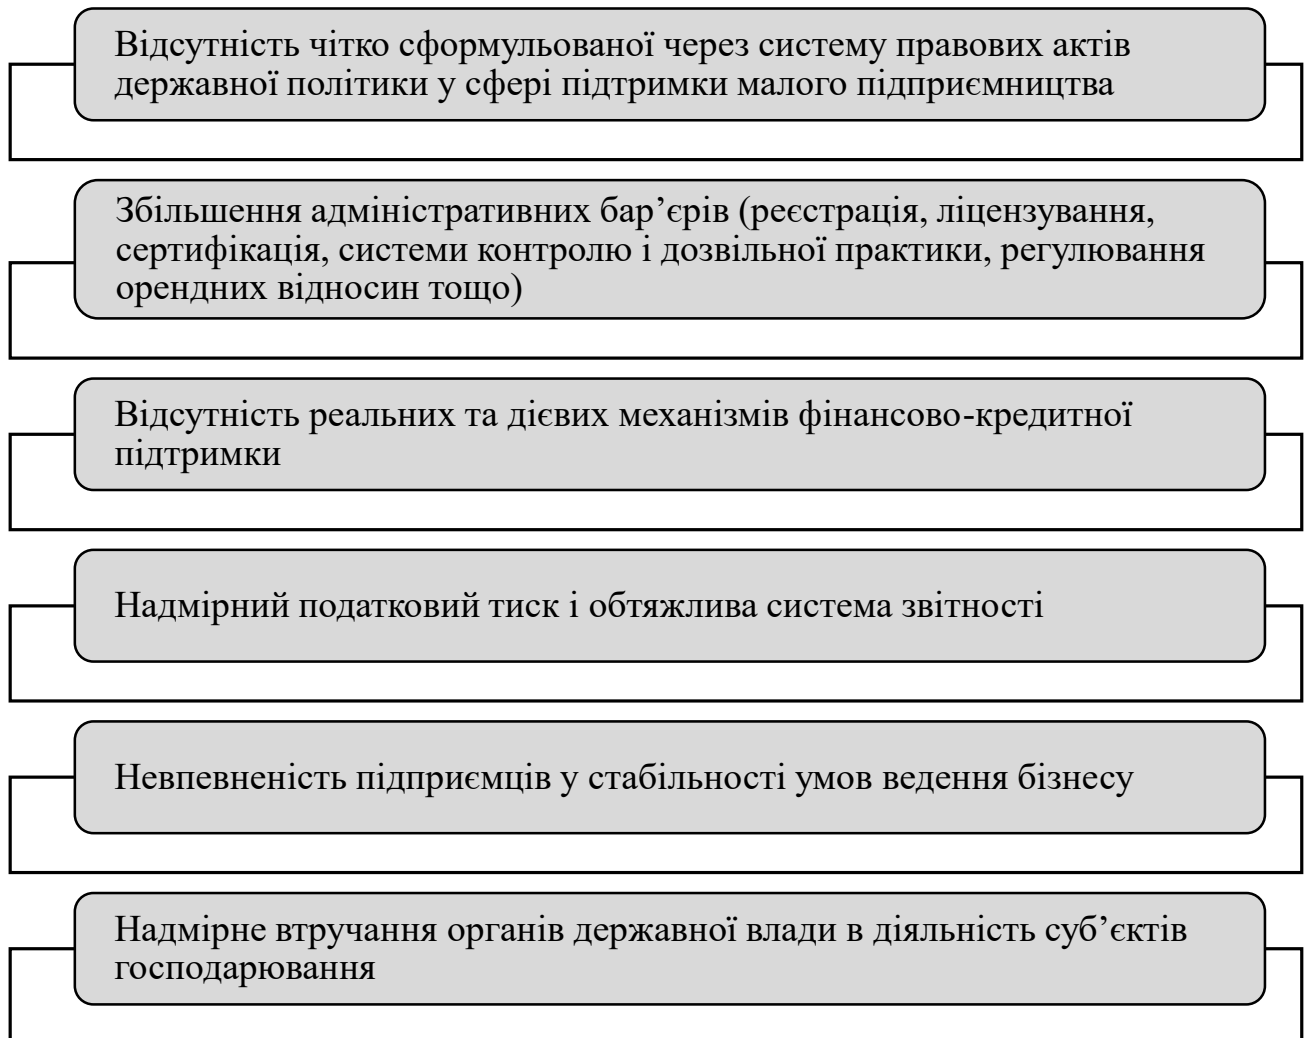 Відсутність чітко сформульованої через систему правових актів
державної політики у сфері підтримки малого підприємництва
Збільшення адміністративних бар’єрів (реєстрація, ліцензування,
сертифікація, системи контролю і дозвільної практики, регулювання
орендних відносин тощо)
Відсутність реальних та дієвих механізмів фінансово-кредитної
підтримки
Надмірний податковий тиск і обтяжлива система звітності
Невпевненість підприємців у стабільності умов ведення бізнесу
Надмірне втручання органів державної влади в діяльність суб’єктів
господарювання